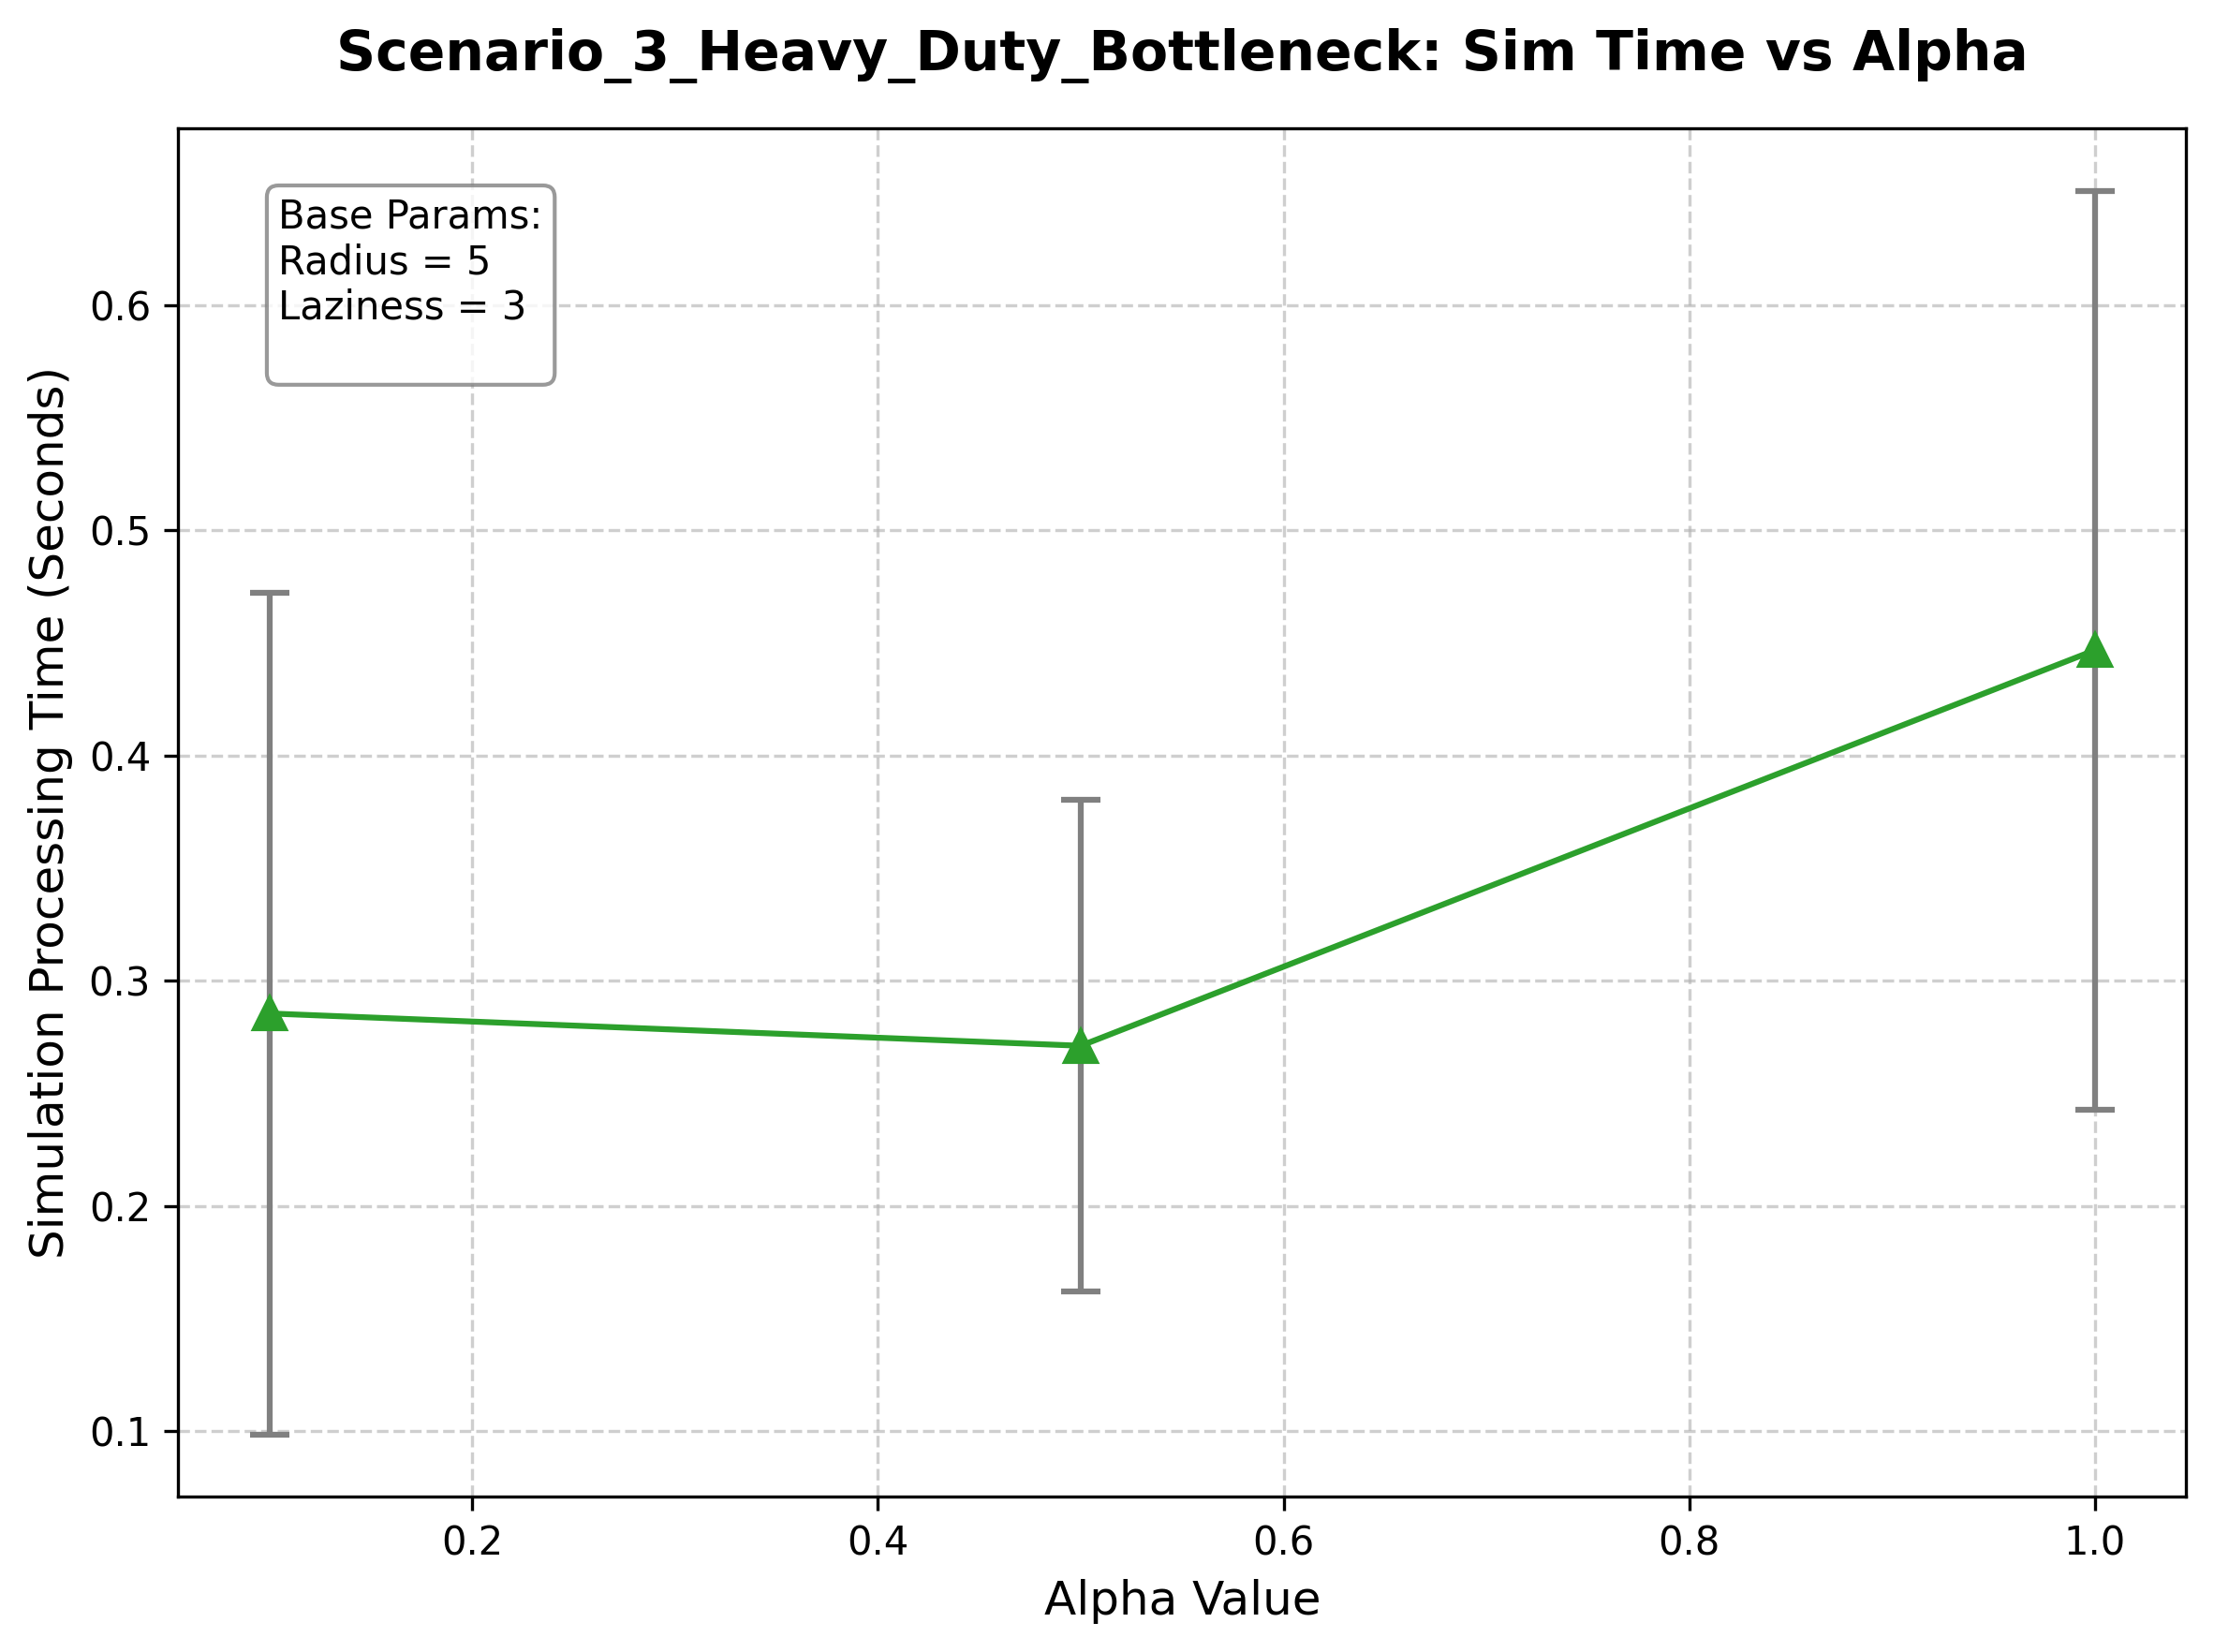 Scenario_3_Heavy_Duty_Bottleneck: Sim Time vs Alpha
Base Params:
Radius = 5
Laziness = 3
Simulation Processing Time (Seconds)
0.6
0.5
0.4
0.3
0.2
0.1
0.2
0.4
0.6
0.8
1.0
Alpha Value